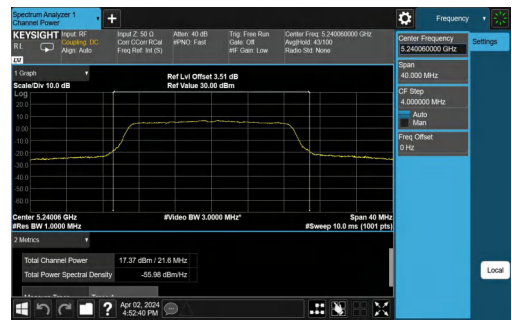 Spectrum Analyzer 1
Channel Power
Frequency
KEYSIGHT
RL
Input: RF
Coupling: DC
Align: Auto
Input Z: 50 Ω
Corr CCorr RCal
Freq Ref: Int (S)
Atten: 40 dB
#PNO: Fast
Trig: Free Run
Gate: Off
#IF Gain: Low
Center Freq: 5.240060000 GHz
Avg|Hold: 43/100
Radio Std: None
Center Frequency
5.240060000 GHz
Settings
Span
40.000 MHz
CF Step
4.000000 MHz
Auto
Man
Freq Offset
0 Hz
1 Graph
Scale/Div 10.0 dB
Ref Lvl Offset 3.51 dB
Ref Value 30.00 dBm
Log
20.0
10.0
0.00
-10.0
-20.0
-30.0
-40.0
-50.0
-60.0
Center 5.24006 GHz
#Res BW 1.0000 MHz
#Video BW 3.0000 MHz*
Span 40 MHz
#Sweep 10.0 ms (1001 pts)
2 Metrics
Total Channel Power 17.37 dBm / 21.6 MHz
Total Power Spectral Density -55.98 dBm/Hz
Local
?
Apr 02, 2024
4:52:40 PM